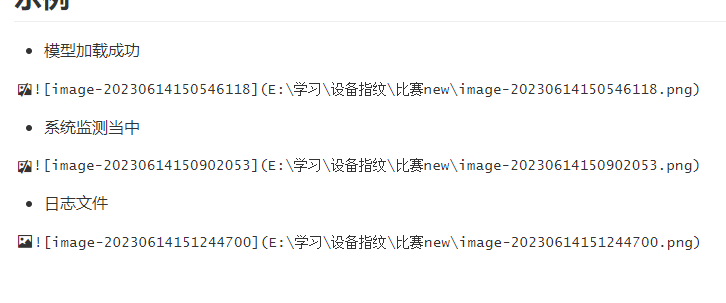 示例
模型加载成功
![image-20230614150546118](E:\学习\设备指纹\比赛new\image-20230614150546118.png)
系统监测当中
![image-20230614150902053](E:\学习\设备指纹\比赛new\image-20230614150902053.png)
日志文件
![image-20230614151244700](E:\学习\设备指纹\比赛new\image-20230614151244700.png)